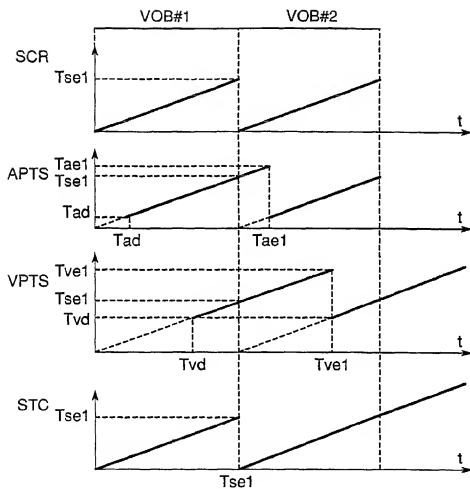 VOB#1 VOB#2
SCR
Tse1
t
APTS
Tae1
Tse1
Tad
t
Tad Tae1
VPTS
Tve1
Tse1
Tvd
t
Tvd Tve1
STC
Tse1
t
Tse1